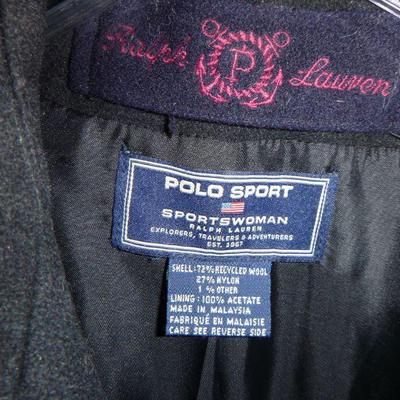 Ralph P Lauren
POLO SPORT
SPORTSWOMAN
RALPH LAUREN
EXPLORERS, TRAVELERS & ADVENTURERS
EST. 1967
SHELL: 72% RECYCLED WOOL
27% NYLON
1% OTHER
LINING: 100% ACETATE
MADE IN MALAYSIA
FABRIQUÉ EN MALAISIE
CARE SEE REVERSE SIDE